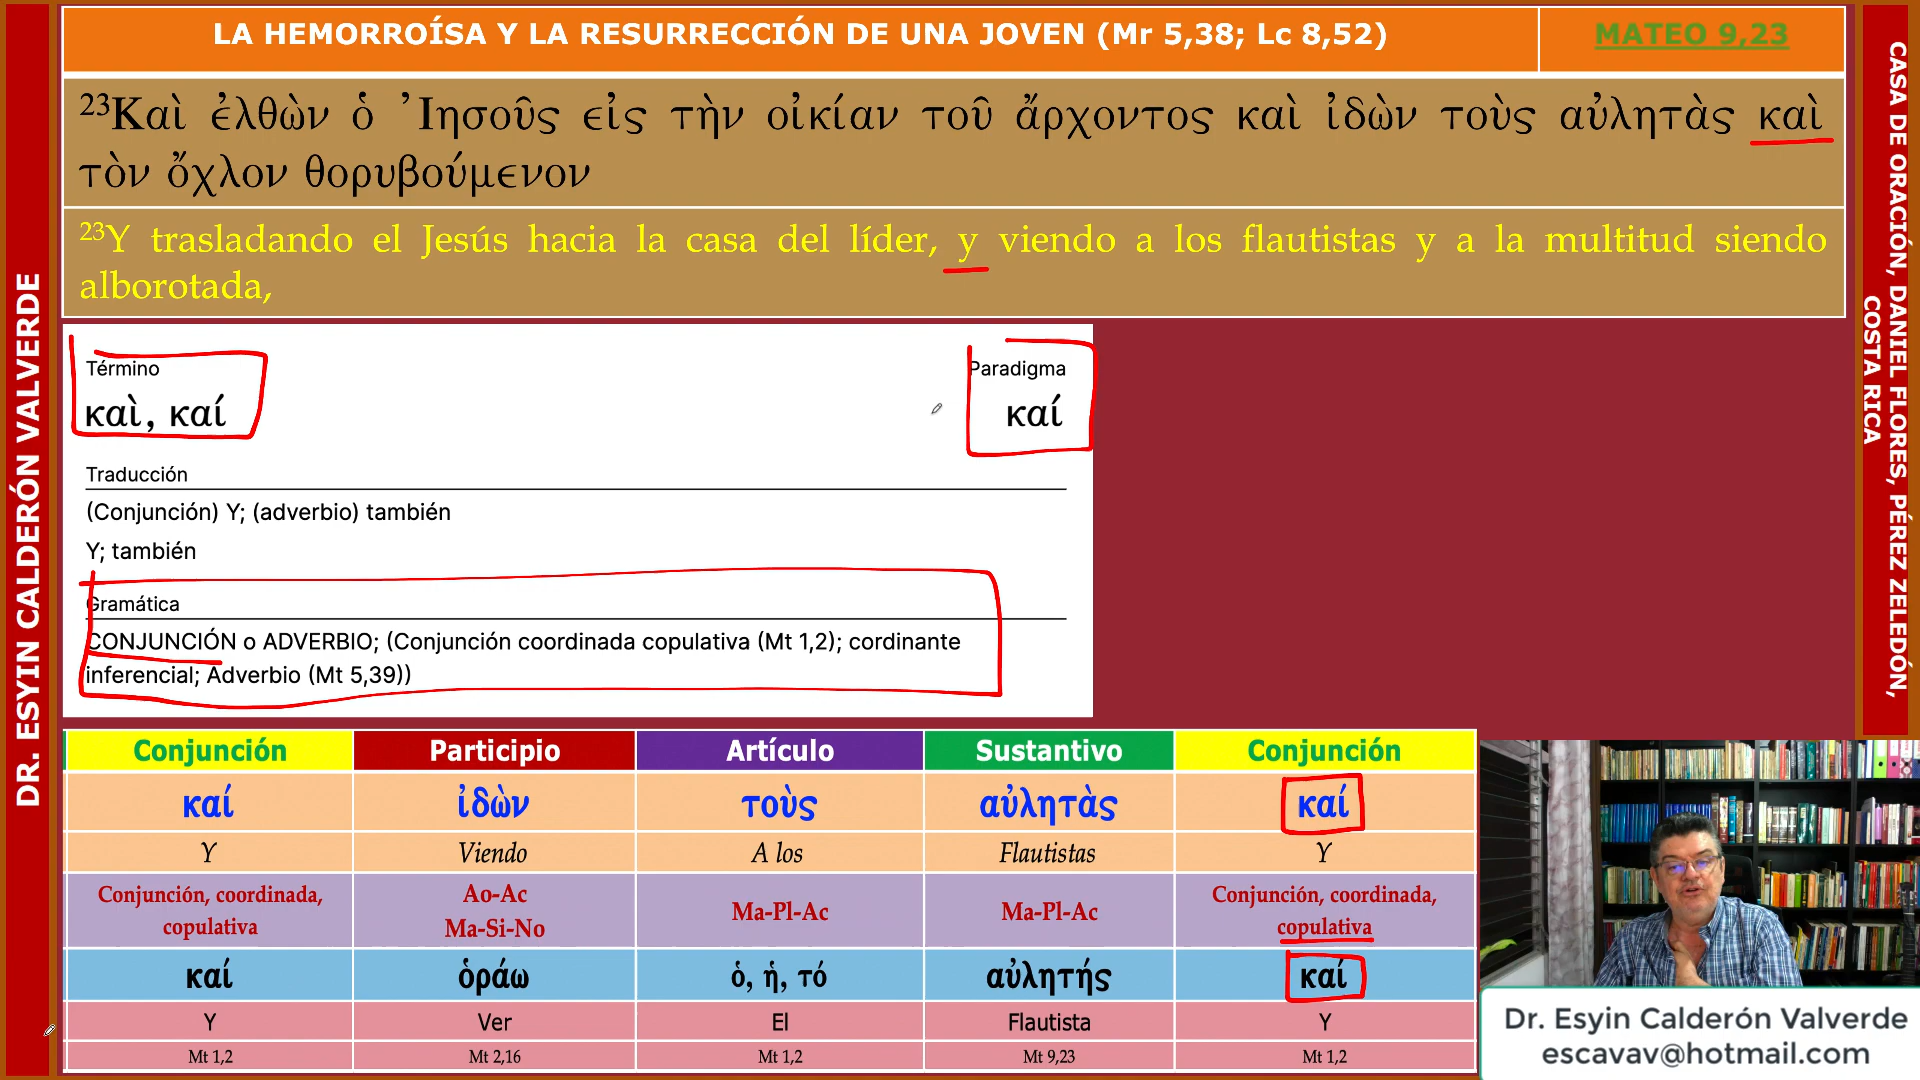 LA HEMORROÍSA Y LA RESURRECCIÓN DE UNA JOVEN (Mr 5,38; Lc 8,52)
MATEO 9,23
23Καὶ ἐλθὼν ὁ Ἰησοῦς εἰς τὴν οἰκίαν τοῦ ἄρχοντος καὶ ἰδὼν τοὺς αὐλητὰς καὶ
τὸν ὄχλον θορυβούμενον
23Y trasladando el Jesús hacia la casa del líder, y viendo a los flautistas y a la multitud siendo
alborotada,
DR. ESYIN CALDERÓN VALVERDE
CASA DE ORACIÓN, DANIEL FLORES, PÉREZ ZELEDÓN,
COSTA RICA
Término
Paradigma
καὶ, καί
καί
Traducción
(Conjunción) Y; (adverbio) también
Y; también
Gramática
CONJUNCIÓN o ADVERBIO; (Conjunción coordinada copulativa (Mt 1,2); cordinante
inferencial; Adverbio (Mt 5,39))
Conjunción Participio Artículo Sustantivo Conjunción
καί ἰδὼν τοὺς αὐλητὰς καί
Y Viendo A los Flautistas Y
Conjunción, coordinada, copulativa Ao-Ac Ma-Si-No Ma-Pl-Ac Ma-Pl-Ac Conjunción, coordinada, copulativa
καί ὁράω ὁ, ἡ, τό αὐλητής καί
Y Ver El Flautista Y
Mt 1,2 Mt 2,16 Mt 1,2 Mt 9,23 Mt 1,2
Dr. Esyin Calderón Valverde
escavav@hotmail.com